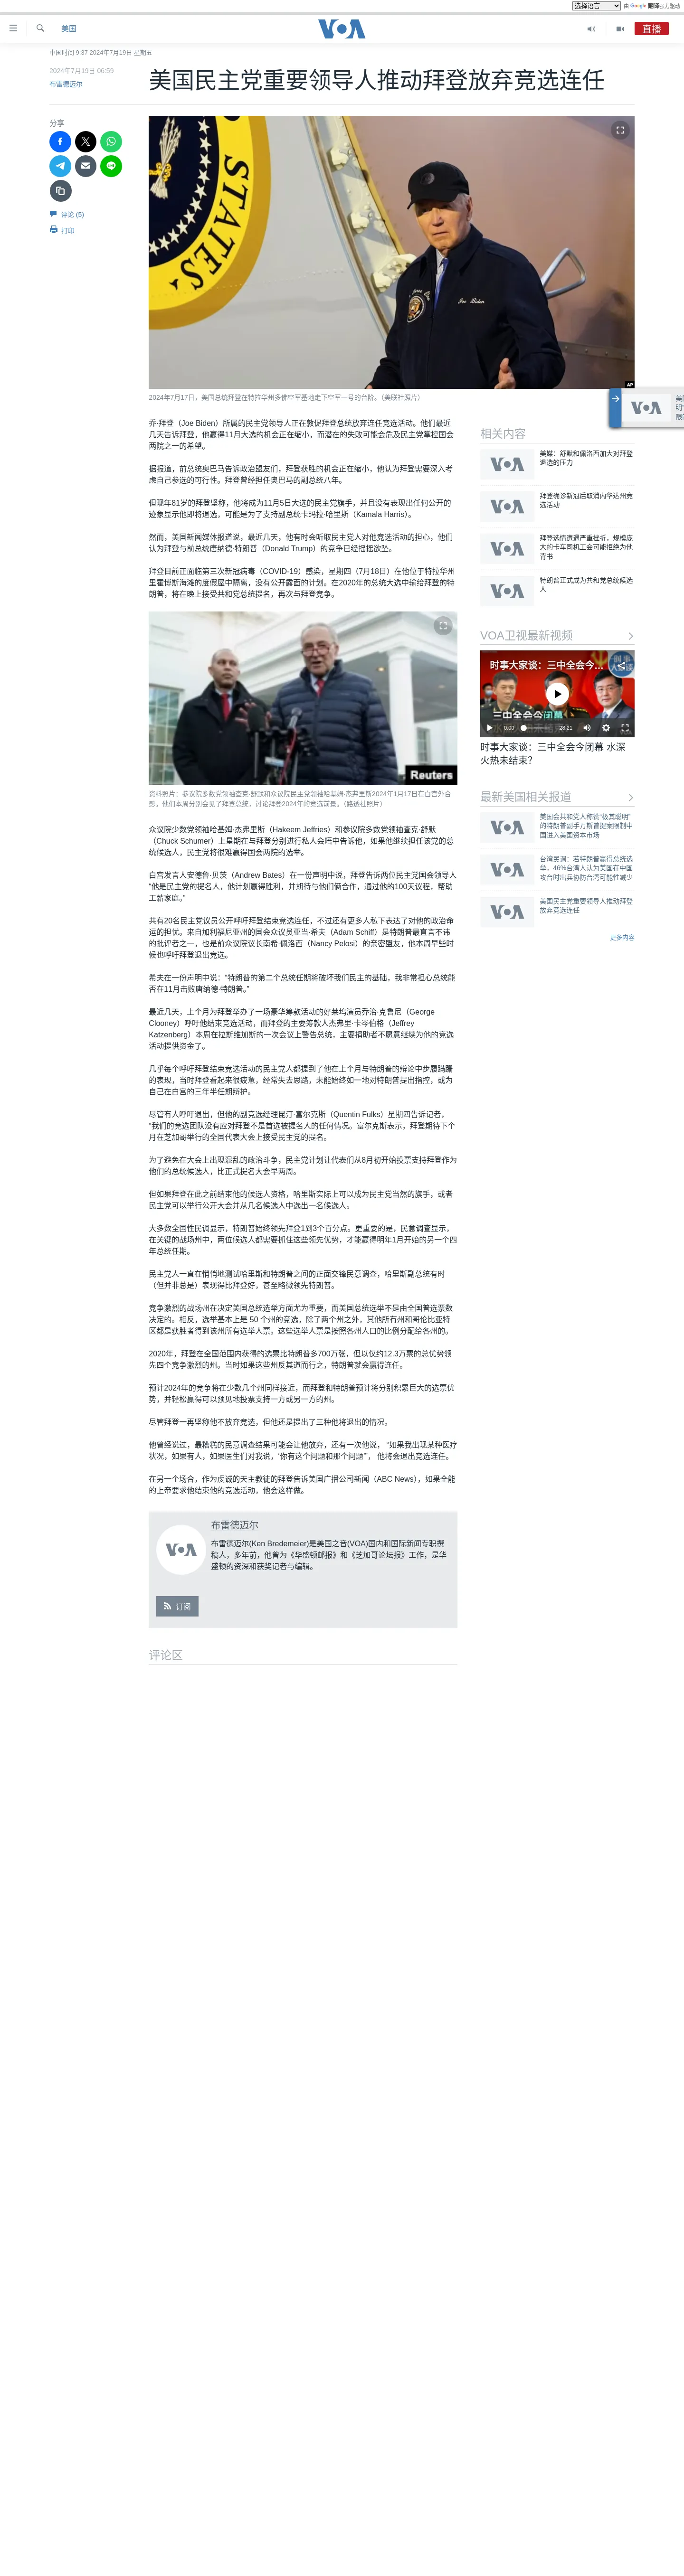 选择语言
由 Google 翻译强力驱动
美国
VOA
直播
中国时间 9:37 2024年7月19日 星期五
2024年7月19日 06:59
布雷德迈尔
美国民主党重要领导人推动拜登放弃竞选连任
分享
评论 (5)
打印
Joe Biden
AP
2024年7月17日，美国总统拜登在特拉华州多佛空军基地走下空军一号的台阶。（美联社照片）
乔·拜登（Joe Biden）所属的民主党领导人正在敦促拜登总统放弃连任竞选活动。他们最近
几天告诉拜登，他赢得11月大选的机会正在缩小，而潜在的失败可能会危及民主党掌控国会
两院之一的希望。
据报道，前总统奥巴马告诉政治盟友们，拜登获胜的机会正在缩小，他认为拜登需要深入考
虑自己参选的可行性。拜登曾经担任奥巴马的副总统八年。
但现年81岁的拜登坚称，他将成为11月5日大选的民主党旗手，并且没有表现出任何公开的
迹象显示他即将退选，可能是为了支持副总统卡玛拉·哈里斯（Kamala Harris）。
然而，美国新闻媒体报道说，最近几天，他有时会听取民主党人对他竞选活动的担心，他们
认为拜登与前总统唐纳德·特朗普（Donald Trump）的竞争已经摇摇欲坠。
拜登目前正面临第三次新冠病毒（COVID-19）感染，星期四（7月18日）在他位于特拉华州
里霍博斯海滩的度假屋中隔离，没有公开露面的计划。在2020年的总统大选中输给拜登的特
朗普，将在晚上接受共和党总统提名，再次与拜登竞争。
Reuters
资料照片：参议院多数党领袖查克·舒默和众议院民主党领袖哈基姆·杰弗里斯2024年1月17日在白宫外合
影。他们本周分别会见了拜登总统，讨论拜登2024年的竞选前景。（路透社照片）
众议院少数党领袖哈基姆·杰弗里斯（Hakeem Jeffries）和参议院多数党领袖查克·舒默
（Chuck Schumer）上星期在与拜登分别进行私人会晤中告诉他，如果他继续担任该党的总
统候选人，民主党将很难赢得国会两院的选举。
白宫发言人安德鲁·贝茨（Andrew Bates）在一份声明中说，拜登告诉两位民主党国会领导人
“他是民主党的提名人，他计划赢得胜利，并期待与他们俩合作，通过他的100天议程，帮助
工薪家庭。”
共有20名民主党议员公开呼吁拜登结束竞选连任，不过还有更多人私下表达了对他的政治命
运的担忧。来自加利福尼亚州的国会众议员亚当·希夫（Adam Schiff）是特朗普最直言不讳
的批评者之一，也是前众议院议长南希·佩洛西（Nancy Pelosi）的亲密盟友，他本周早些时
候也呼吁拜登退出竞选。
希夫在一份声明中说：“特朗普的第二个总统任期将破坏我们民主的基础，我非常担心总统能
否在11月击败唐纳德·特朗普。”
最近几天，上个月为拜登举办了一场豪华筹款活动的好莱坞演员乔治·克鲁尼（George
Clooney）呼吁他结束竞选活动，而拜登的主要筹款人杰弗里·卡岑伯格（Jeffrey
Katzenberg）本周在拉斯维加斯的一次会议上警告总统，主要捐助者不愿意继续为他的竞选
活动提供资金了。
几乎每个呼吁拜登结束竞选活动的民主党人都提到了他在上个月与特朗普的辩论中步履蹒跚
的表现，当时拜登看起来很疲惫，经常失去思路，未能始终如一地对特朗普提出指控，或为
自己在白宫的三年半任期辩护。
尽管有人呼吁退出，但他的副竞选经理昆汀·富尔克斯（Quentin Fulks）星期四告诉记者，
“我们的竞选团队没有应对拜登不是首选被提名人的任何情况。富尔克斯表示，拜登期待下个
月在芝加哥举行的全国代表大会上接受民主党的提名。
为了避免在大会上出现混乱的政治斗争，民主党计划让代表们从8月初开始投票支持拜登作为
他们的总统候选人，比正式提名大会早两周。
但如果拜登在此之前结束他的候选人资格，哈里斯实际上可以成为民主党当然的旗手，或者
民主党可以举行公开大会并从几名候选人中选出一名候选人。
大多数全国性民调显示，特朗普始终领先拜登1到3个百分点。更重要的是，民意调查显示，
在关键的战场州中，两位候选人都需要抓住这些领先优势，才能赢得明年1月开始的另一个四
年总统任期。
民主党人一直在悄悄地测试哈里斯和特朗普之间的正面交锋民意调查，哈里斯副总统有时
（但并非总是）表现得比拜登好，甚至略微领先特朗普。
竞争激烈的战场州在决定美国总统选举方面尤为重要，而美国总统选举不是由全国普选票数
决定的。相反，选举基本上是 50 个州的竞选，除了两个州之外，其他所有州和哥伦比亚特
区都是获胜者得到该州所有选举人票。这些选举人票是按照各州人口的比例分配给各州的。
2020年，拜登在全国范围内获得的选票比特朗普多700万张，但以仅约12.3万票的总优势领
先四个竞争激烈的州。当时如果这些州反其道而行之，特朗普就会赢得连任。
预计2024年的竞争将在少数几个州同样接近，而拜登和特朗普预计将分别积累巨大的选票优
势，并轻松赢得可以预见地投票支持一方或另一方的州。
尽管拜登一再坚称他不放弃竞选，但他还是提出了三种他将退出的情况。
他曾经说过，最糟糕的民意调查结果可能会让他放弃，还有一次他说， “如果我出现某种医疗
状况，如果有人，如果医生们对我说，‘你有这个问题和那个问题’”， 他将会退出竞选连任。
在另一个场合，作为虔诚的天主教徒的拜登告诉美国广播公司新闻（ABC News），如果全能
的上帝要求他结束他的竞选活动，他会这样做。
布雷德迈尔
VOA
布雷德迈尔(Ken Bredemeier)是美国之音(VOA)国内和国际新闻专职撰
稿人，多年前，他曾为《华盛顿邮报》和《芝加哥论坛报》工作，是华
盛顿的资深和获奖记者与编辑。
订阅
评论区
相关内容
VOA
美媒：舒默和佩洛西加大对拜登
退选的压力
VOA
拜登确诊新冠后取消内华达州竞
选活动
VOA
拜登选情遭遇严重挫折，规模庞
大的卡车司机工会可能拒绝为他
背书
VOA
特朗普正式成为共和党总统候选
人
VOA卫视最新视频
时事大家谈：三中全会今...
三中全会今闭幕
0:00
28:21
时事大家谈：三中全会今闭幕 水深
火热未结束？
最新美国相关报道
VOA
美国会共和党人称赞“极其聪明”
的特朗普副手万斯曾提案限制中
国进入美国资本市场
VOA
台湾民调：若特朗普赢得总统选
举，46%台湾人认为美国在中国
攻台时出兵协防台湾可能性减少
VOA
美国民主党重要领导人推动拜登
放弃竞选连任
更多内容
VOA